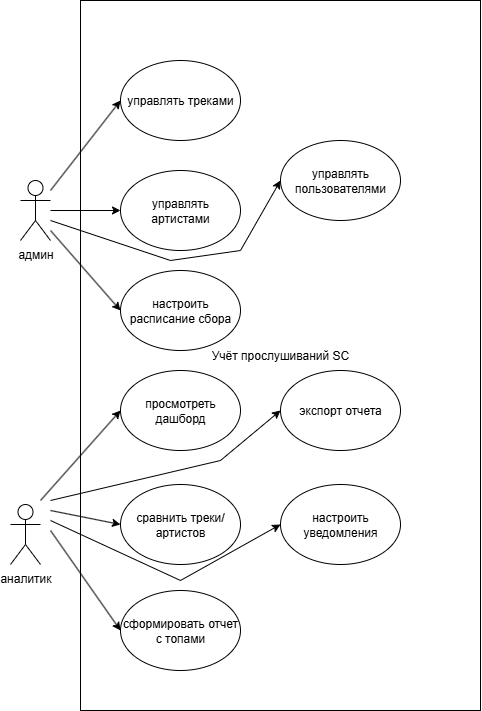 управлять треками
управлять
пользователями
управлять
артистами
админ
настроить
расписание сбора
Учёт прослушиваний SC
просмотреть
дашборд
экспорт отчета
сравнить треки/
артистов
настроить
уведомления
аналитик
сформировать отчет
с топами